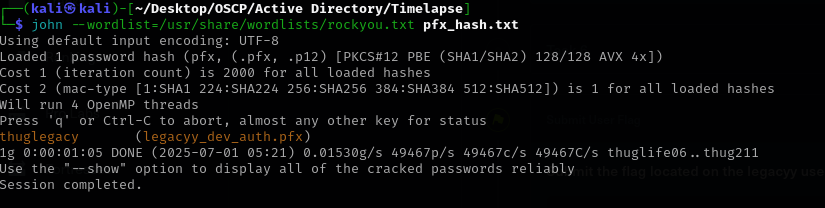 ┌──(kali㉿kali)-[~/Desktop/OSCP/Active Directory/Timelapse]
└─$ john --wordlist=/usr/share/wordlists/rockyou.txt pfx_hash.txt
Using default input encoding: UTF-8
Loaded 1 password hash (pfx, (.pfx, .p12) [PKCS#12 PBE (SHA1/SHA2) 128/128 AVX 4x])
Cost 1 (iteration count) is 2000 for all loaded hashes
Cost 2 (mac-type [1:SHA1 224:SHA224 256:SHA256 384:SHA384 512:SHA512]) is 1 for all loaded hashes
Will run 4 OpenMP threads
Press 'q' or Ctrl-C to abort, almost any other key for status
thuglegacy       (legacyy_dev_auth.pfx)
1g 0:00:01:05 DONE (2025-07-01 05:21) 0.01530g/s 49467p/s 49467c/s 49467C/s thuglife06..thug211
Use the "--show" option to display all of the cracked passwords reliably
Session completed.